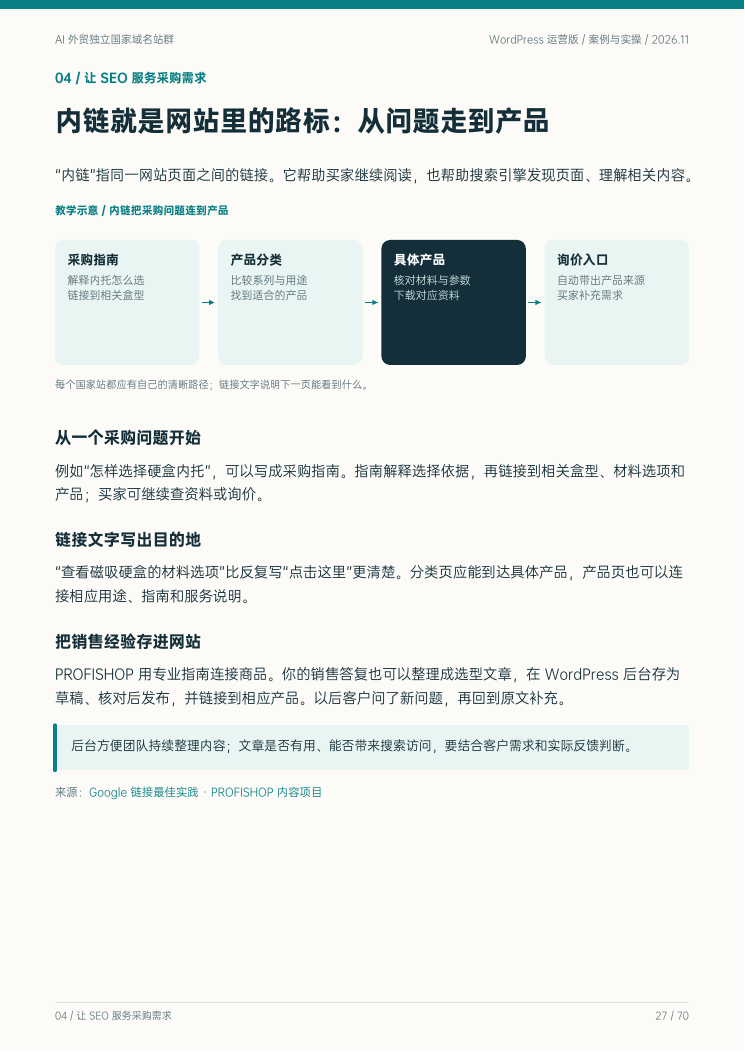 AI 外贸独立国家域名站群
WordPress 运营版 / 案例与实操 / 2026.11
04 / 让 SEO 服务采购需求
内链就是网站里的路标：从问题走到产品
“内链”指同一网站页面之间的链接。它帮助买家继续阅读，也帮助搜索引擎发现页面、理解相关内容。
教学示意 / 内链把采购问题连到产品
采购指南
解释内托怎么选
链接到相关盒型
产品分类
比较系列与用途
找到适合的产品
具体产品
核对材料与参数
下载对应资料
询价入口
自动带出产品来源
买家补充需求
每个国家站都应有自己的清晰路径；链接文字说明下一页能看到什么。
从一个采购问题开始
例如“怎样选择硬盒内托”，可以写成采购指南。指南解释选择依据，再链接到相关盒型、材料选项和
产品；买家可继续查资料或询价。
链接文字写出目的地
“查看磁吸硬盒的材料选项”比反复写“点击这里”更清楚。分类页应能到达具体产品，产品页也可以连
接相应用途、指南和服务说明。
把销售经验存进网站
PROFISHOP 用专业指南连接商品。你的销售答复也可以整理成选型文章，在 WordPress 后台存为
草稿、核对后发布，并链接到相应产品。以后客户问了新问题，再回到原文补充。
后台方便团队持续整理内容；文章是否有用、能否带来搜索访问，要结合客户需求和实际反馈判断。
来源：Google 链接最佳实践 · PROFISHOP 内容项目
04 / 让 SEO 服务采购需求
27 / 70